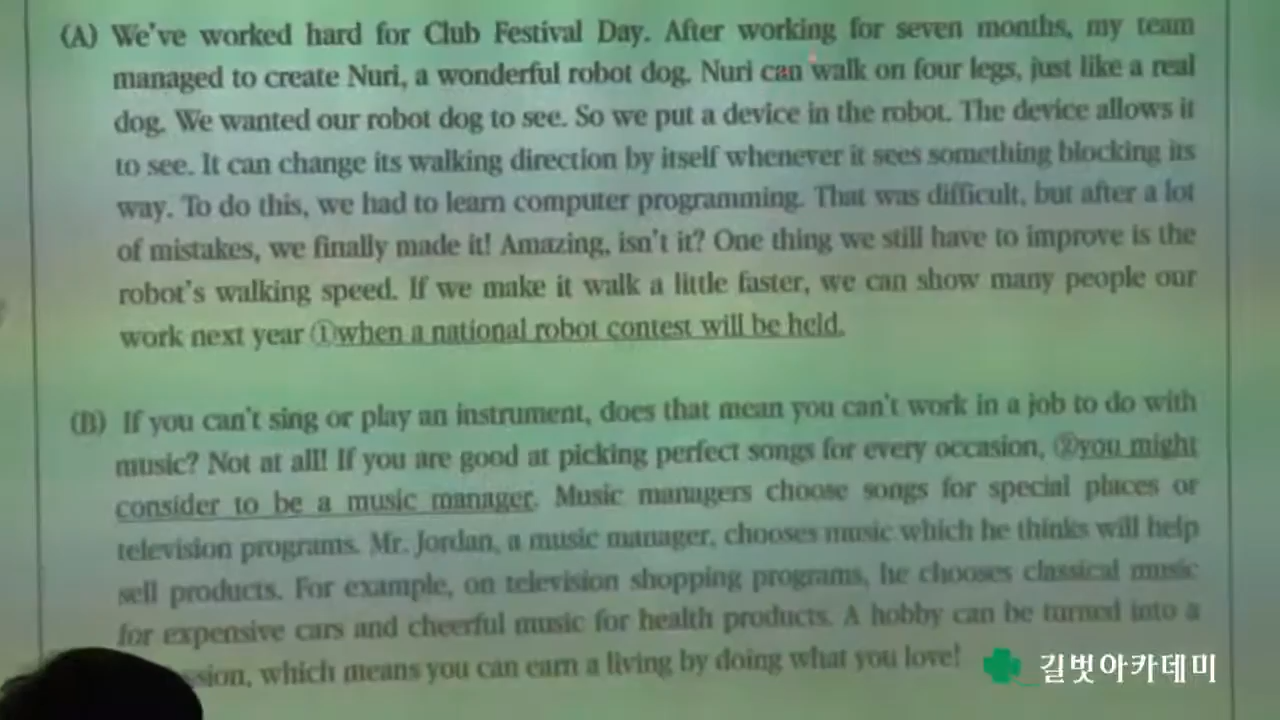 (A) We've worked hard for Club Festival Day. After working for seven months, my team
managed to create Nuri, a wonderful robot dog. Nuri can walk on four legs, just like a real
dog. We wanted our robot dog to see. So we put a device in the robot. The device allows it
to see. It can change its walking direction by itself whenever it sees something blocking its
way. To do this, we had to learn computer programming. That was difficult, but after a lot
of mistakes, we finally made it! Amazing, isn't it? One thing we still have to improve is the
robot's walking speed. If we make it walk a little faster, we can show many people our
work next year ①when a national robot contest will be held.
(B) If you can't sing or play an instrument, does that mean you can't work in a job to do with
music? Not at all! If you are good at picking perfect songs for every occasion, ②you might
consider to be a music manager. Music managers choose songs for special places or
television programs. Mr. Jordan, a music manager, chooses music which he thinks will help
sell products. For example, on television shopping programs, he chooses classical music
for expensive cars and cheerful music for health products. A hobby can be turned into a
sion, which means you can earn a living by doing what you love!
길벗아카데미